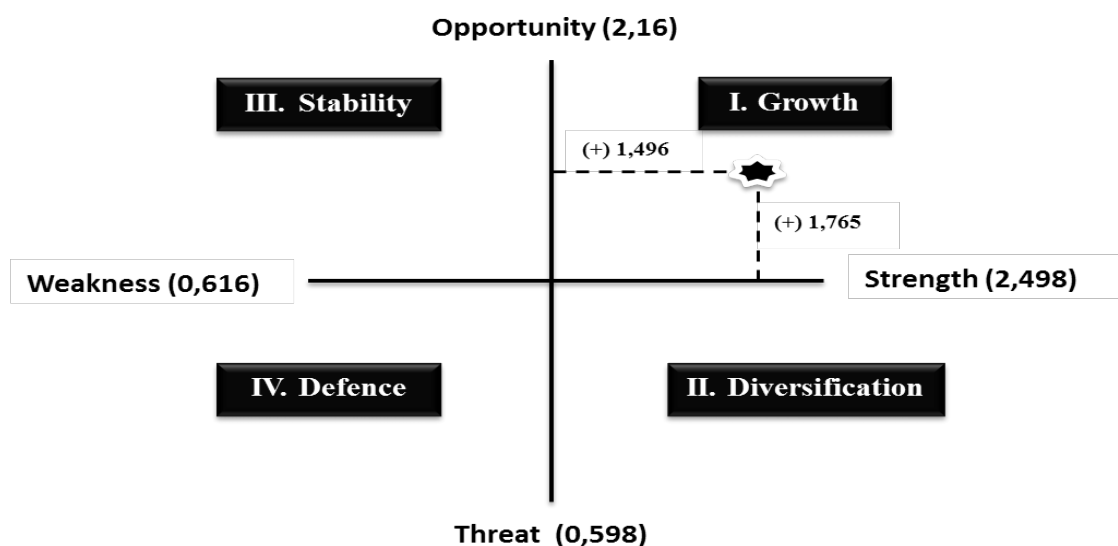 Opportunity (2,16)
III. Stability
I. Growth
(+) 1,496
(+) 1,765
Weakness (0,616)
Strength (2,498)
IV. Defence
II. Diversification
Threat (0,598)